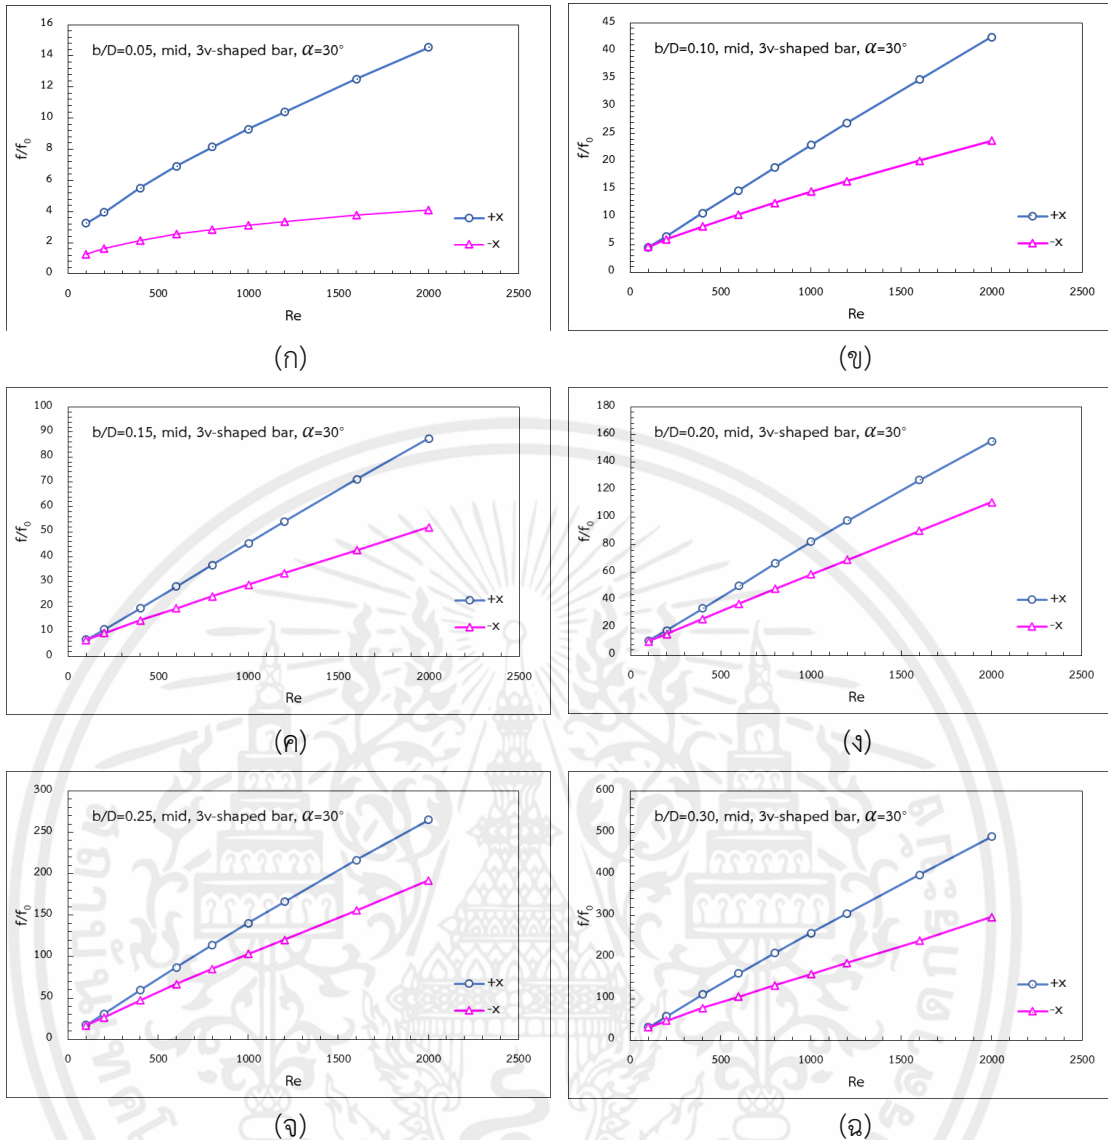 b/D=0.05, mid, 3v-shaped bar, α=30°
f/f₀
16
14
12
10
8
6
4
2
0
+x
-x
0 500 1000 1500 2000 2500
Re
(ก)
b/D=0.10, mid, 3v-shaped bar, α=30°
f/f₀
45
40
35
30
25
20
15
10
5
0
+x
-x
0 500 1000 1500 2000 2500
Re
(ข)
b/D=0.15, mid, 3v-shaped bar, α=30°
f/f₀
100
90
80
70
60
50
40
30
20
10
0
+x
-x
0 500 1000 1500 2000 2500
Re
(ค)
b/D=0.20, mid, 3v-shaped bar, α=30°
f/f₀
180
160
140
120
100
80
60
40
20
0
+x
-x
0 500 1000 1500 2000 2500
Re
(ง)
b/D=0.25, mid, 3v-shaped bar, α=30°
f/f₀
300
250
200
150
100
50
0
+x
-x
0 500 1000 1500 2000 2500
Re
(จ)
b/D=0.30, mid, 3v-shaped bar, α=30°
f/f₀
600
500
400
300
200
100
0
+x
-x
0 500 1000 1500 2000 2500
Re
(ฉ)